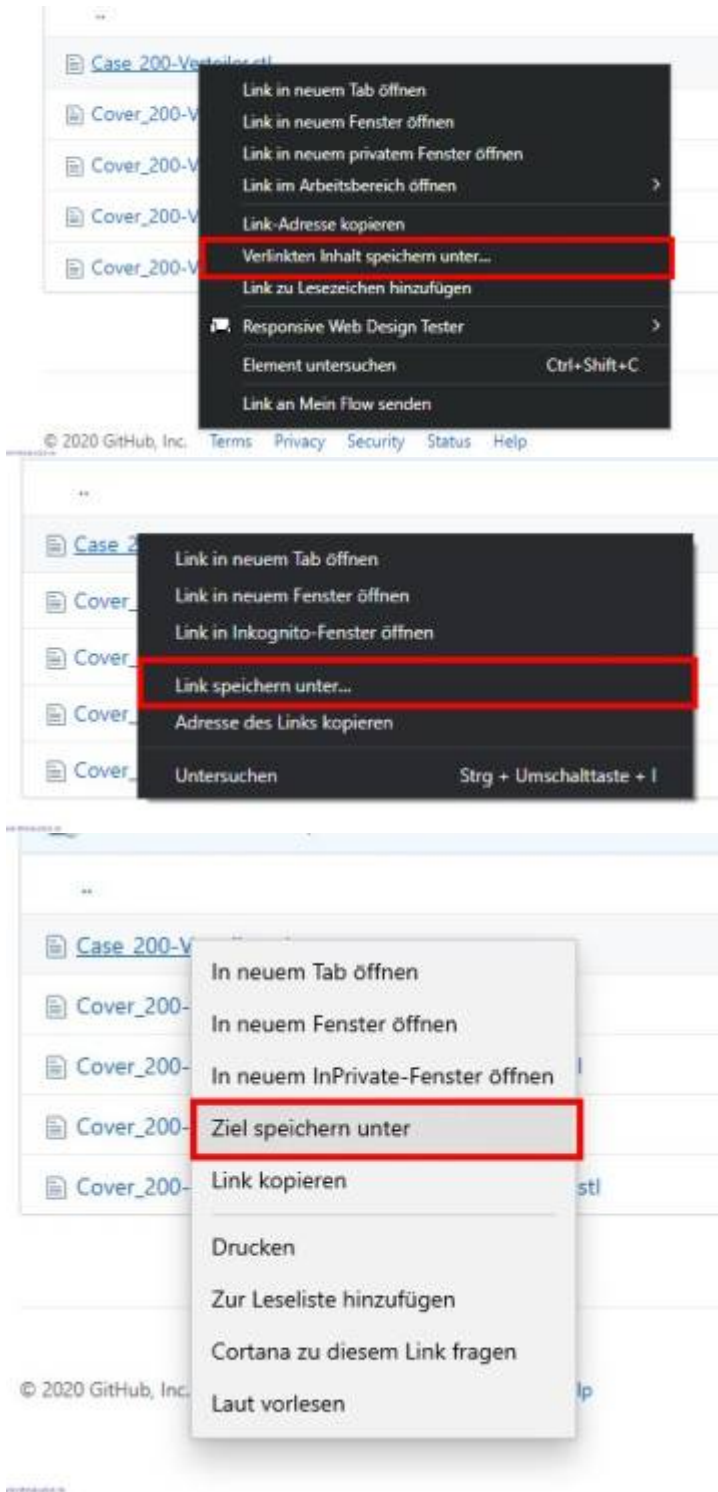 ..
Case_200-Verteiler.stl
Link in neuem Tab öffnen
Cover_200-V
Link in neuem Fenster öffnen
Link in neuem privatem Fenster öffnen
Cover_200-V
Link im Arbeitsbereich öffnen
Cover_200-V
Link-Adresse kopieren
Verlinkten Inhalt speichern unter...
Cover_200-V
Link zu Lesezeichen hinzufügen
Responsive Web Design Tester
Element untersuchen Ctrl+Shift+C
Link an Mein Flow senden
© 2020 GitHub, Inc. Terms Privacy Security Status Help
..
Case_2
Link in neuem Tab öffnen
Cover_
Link in neuem Fenster öffnen
Link in Inkognito-Fenster öffnen
Cover_
Link speichern unter...
Cover_
Adresse des Links kopieren
Cover_
Untersuchen Strg + Umschalttaste + I
..
Case_200-V
In neuem Tab öffnen
Cover_200-
In neuem Fenster öffnen
Cover_200-
In neuem InPrivate-Fenster öffnen l
Cover_200-
Ziel speichern unter
Cover_200-
Link kopieren stl
Drucken
Zur Leseliste hinzufügen
Cortana zu diesem Link fragen
© 2020 GitHub, Inc. lp
Laut vorlesen